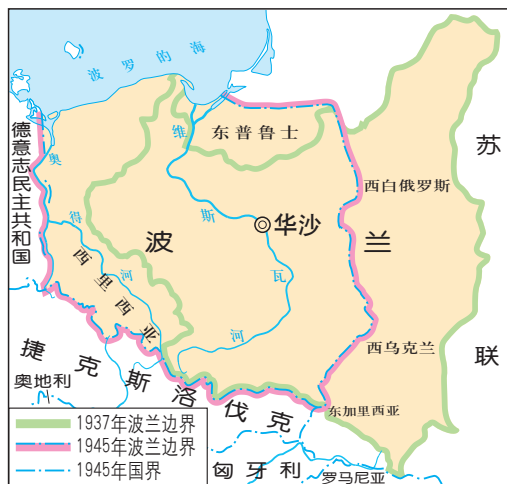 波罗的海
德意志民主共和国
奥得河
西里西亚
维斯瓦河
东普鲁士
波兰
华沙
西白俄罗斯
西乌克兰
东加里西亚
苏联
捷克斯洛伐克
奥地利
匈牙利
罗马尼亚
1937年波兰边界
1945年波兰边界
1945年国界